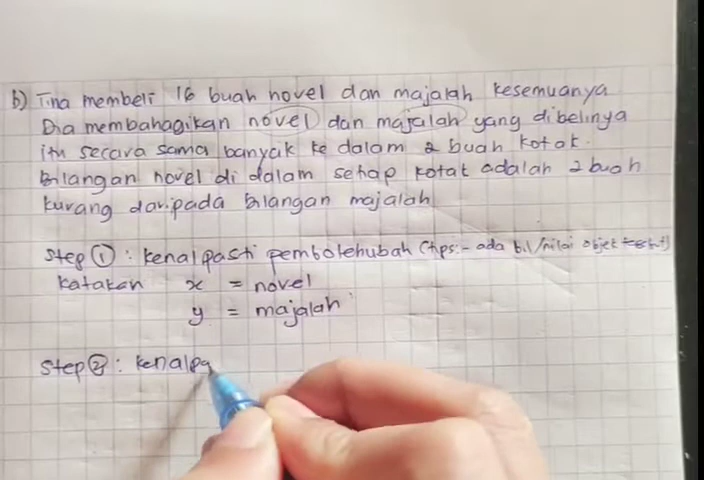 b) Tina membeli 16 buah novel dan majalah kesemuanya
Dia membahagikan novel dan majalah yang dibelinya
itu secara sama banyak ke dalam 2 buah kotak.
Bilangan novel di dalam setiap kotak adalah 2 buah
kurang daripada bilangan majalah
Step ①: kenalpasti pembolehubah (tips:- ada bil/nilai objek
katakan x = novel
y = majalah
Step ②: kenalpa